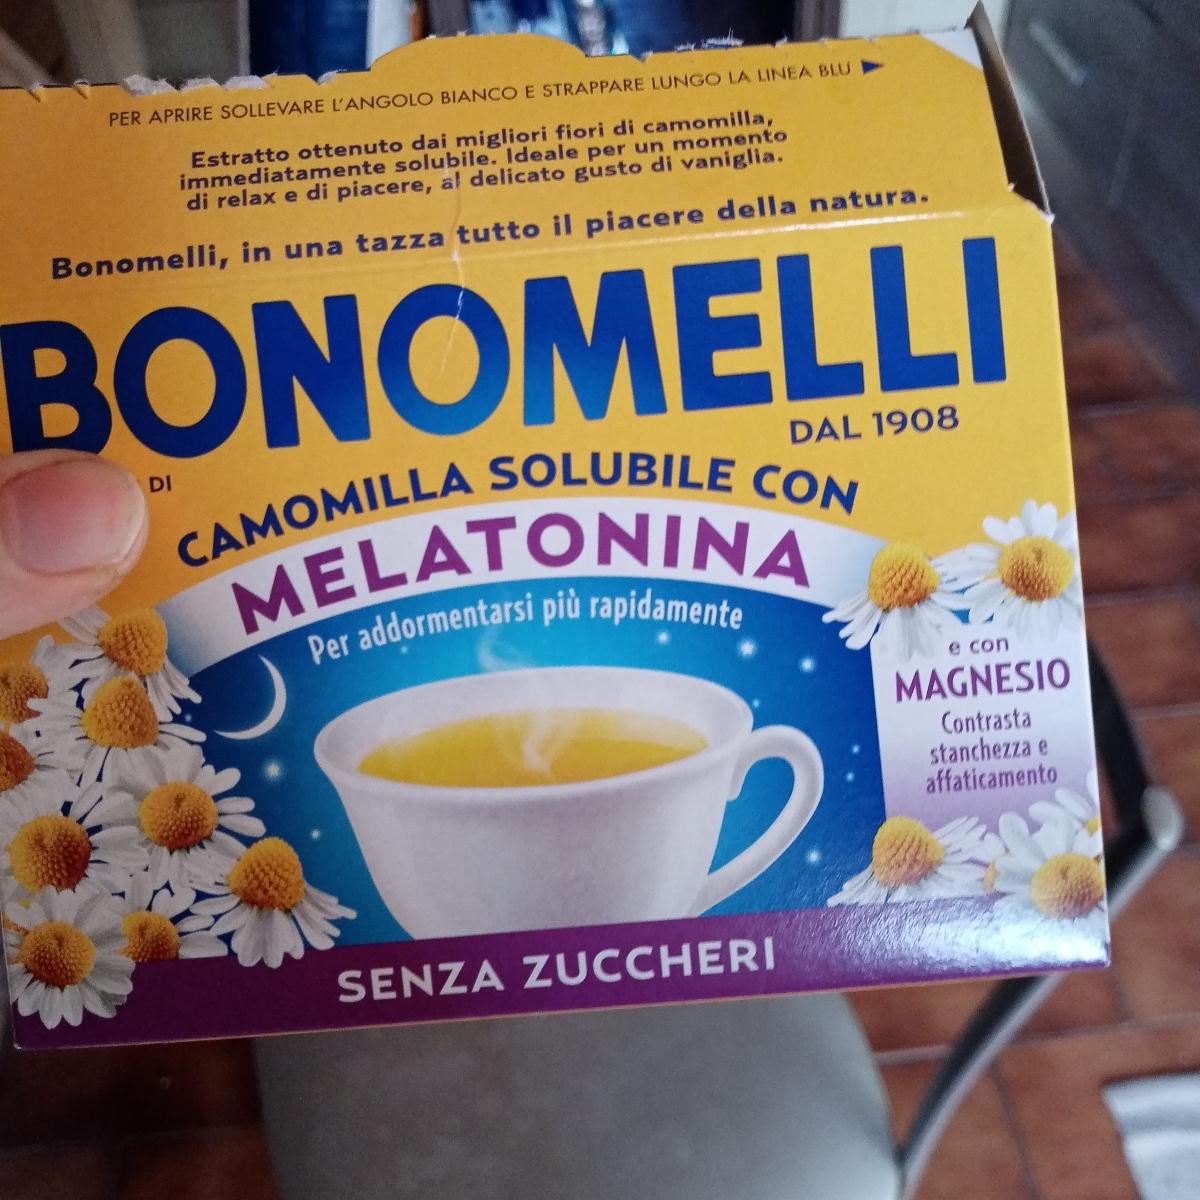 PER APRIRE SOLLEVARE L'ANGOLO BIANCO E STRAPPARE LUNGO LA LINEA BLU
Estratto ottenuto dai migliori fiori di camomilla,
immediatamente solubile. Ideale per un momento
di relax e di piacere, al delicato gusto di vaniglia.
Bonomelli, in una tazza tutto il piacere della natura.
BONOMELLI
DAL 1908
DI
CAMOMILLA SOLUBILE CON
MELATONINA
Per addormentarsi più rapidamente
e con
MAGNESIO
Contrasta
stanchezza e
affaticamento
SENZA ZUCCHERI